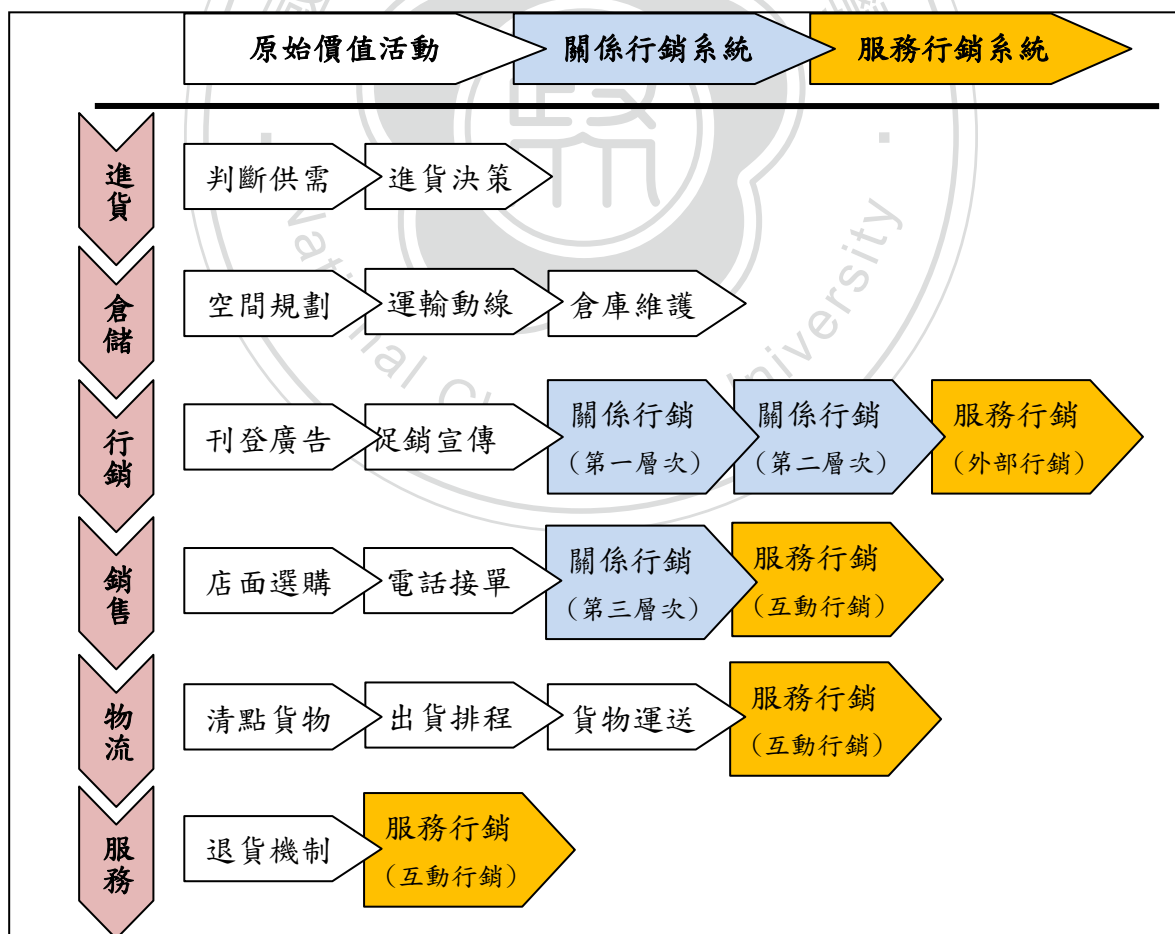 原始價值活動 關係行銷系統 服務行銷系統
進貨
判斷供需 進貨決策
倉儲
空間規劃 運輸動線 倉庫維護
行銷
刊登廣告 促銷宣傳
關係行銷
(第一層次)
關係行銷
(第二層次)
服務行銷
(外部行銷)
銷售
店面選購 電話接單
關係行銷
(第三層次)
服務行銷
(互動行銷)
物流
清點貨物 出貨排程 貨物運送
服務行銷
(互動行銷)
服務
退貨機制
服務行銷
(互動行銷)
National Ch University